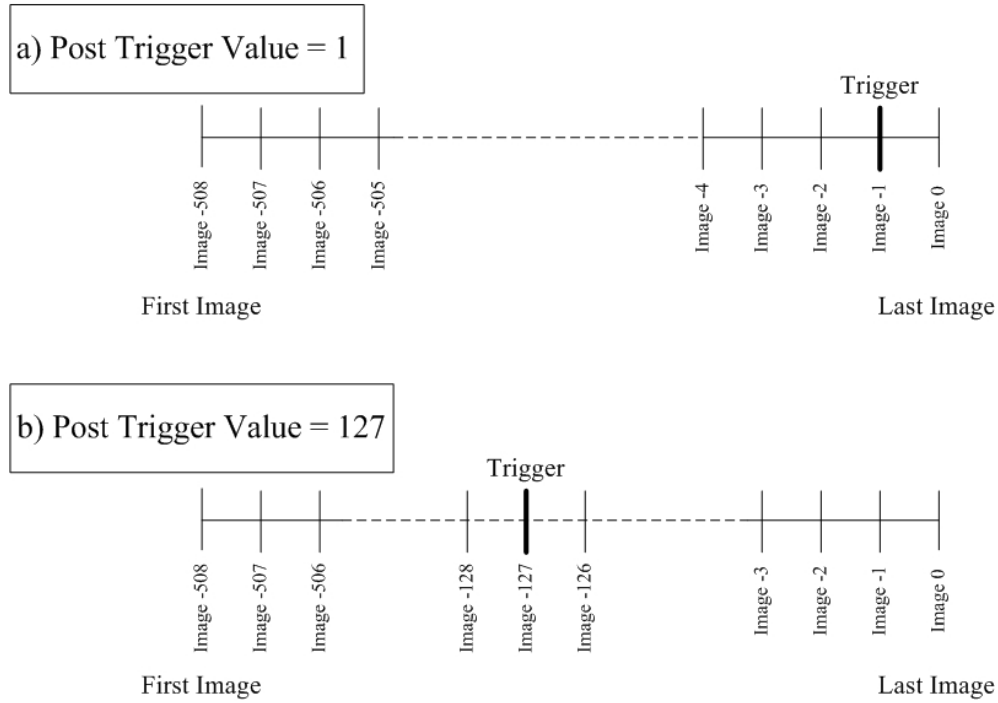 a) Post Trigger Value = 1
Trigger
Image -508
Image -507
Image -506
Image -505
Image -4
Image -3
Image -2
Image -1
Image 0
First Image
Last Image
b) Post Trigger Value = 127
Trigger
Image -508
Image -507
Image -506
Image -128
Image -127
Image -126
Image -3
Image -2
Image -1
Image 0
First Image
Last Image